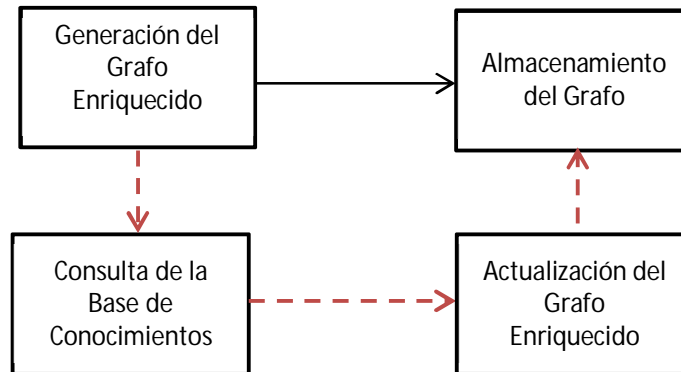 Generación del
Grafo
Enriquecido
Almacenamiento
del Grafo
Consulta de la
Base de
Conocimientos
Actualización del
Grafo
Enriquecido